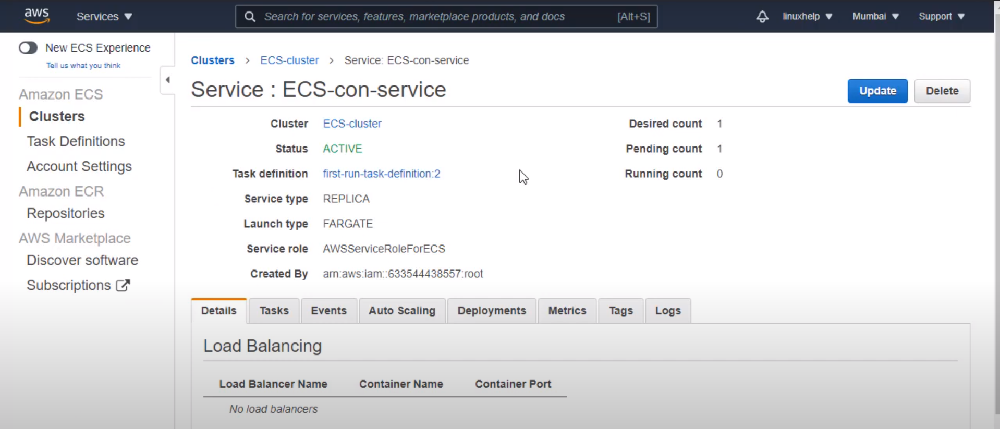 aws Services Search for services, features, marketplace products, and docs [Alt+S] linuxhelp Mumbai Support
New ECS Experience
Tell us what you think
Amazon ECS
Clusters
Task Definitions
Account Settings
Amazon ECR
Repositories
AWS Marketplace
Discover software
Subscriptions
Clusters > ECS-cluster > Service: ECS-con-service
Service : ECS-con-service
Update Delete
Cluster ECS-cluster Desired count 1
Status ACTIVE Pending count 1
Task definition first-run-task-definition:2 Running count 0
Service type REPLICA
Launch type FARGATE
Service role AWSServiceRoleForECS
Created By arn:aws:iam::633544438557:root
Details Tasks Events Auto Scaling Deployments Metrics Tags Logs
Load Balancing
Load Balancer Name Container Name Container Port
No load balancers